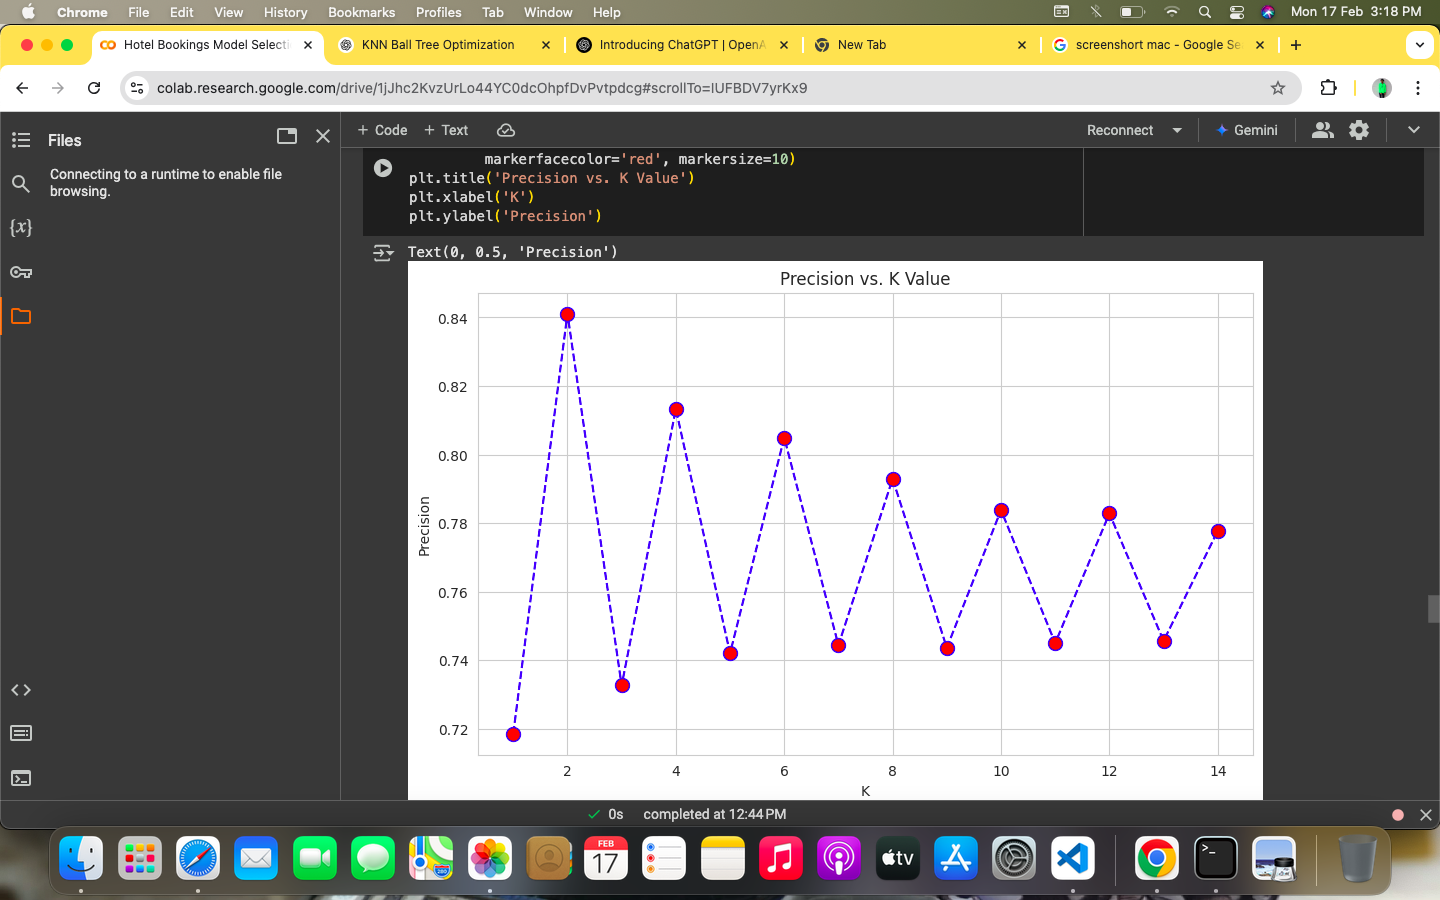 Chrome File Edit View History Bookmarks Profiles Tab Window Help Mon 17 Feb 3:18 PM
Hotel Bookings Model Selecti KNN Ball Tree Optimization Introducing ChatGPT | OpenA New Tab screenshort mac - Google Se
colab.research.google.com/drive/1jJhc2KvzUrLo44YC0dcOhpfDvPvtpdcg#scrollTo=IUFBDV7yrKx9
Files
+ Code + Text Reconnect Gemini
Connecting to a runtime to enable file
browsing.
{x}
markerfacecolor='red', markersize=10)
plt.title('Precision vs. K Value')
plt.xlabel('K')
plt.ylabel('Precision')
Text(0, 0.5, 'Precision')
Precision vs. K Value
0.84
0.82
0.80
0.78
0.76
0.74
0.72
Precision
2 4 6 8 10 12 14
K
0s completed at 12:44 PM
FEB
17
280
tv
>_